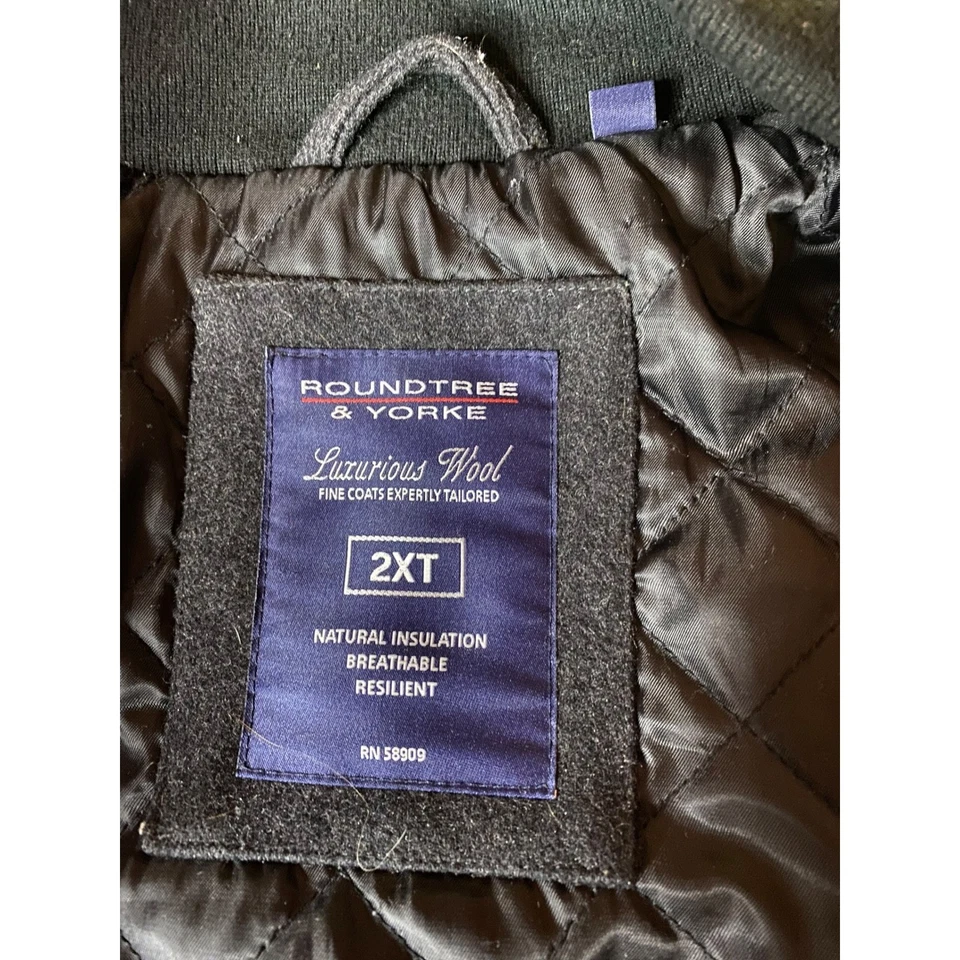 ROUNDTREE
& YORKE
Luxurious Wool
FINE COATS EXPERTLY TAILORED
2XT
NATURAL INSULATION
BREATHABLE
RESILIENT
RN 58909